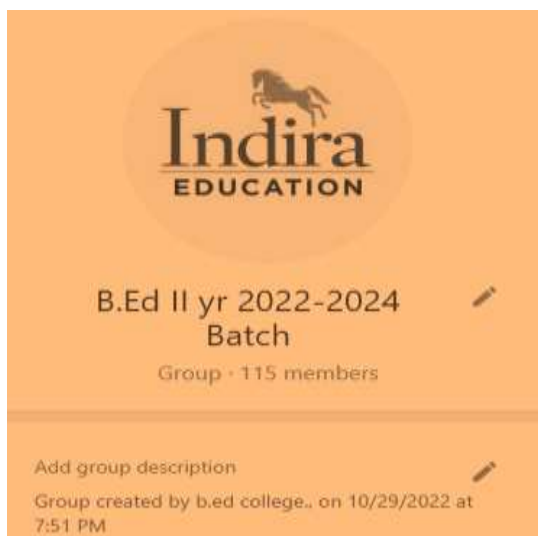 Indira
EDUCATION
B.Ed II yr 2022-2024
Batch
Group · 115 members
Add group description
Group created by b.ed college.. on 10/29/2022 at
7:51 PM